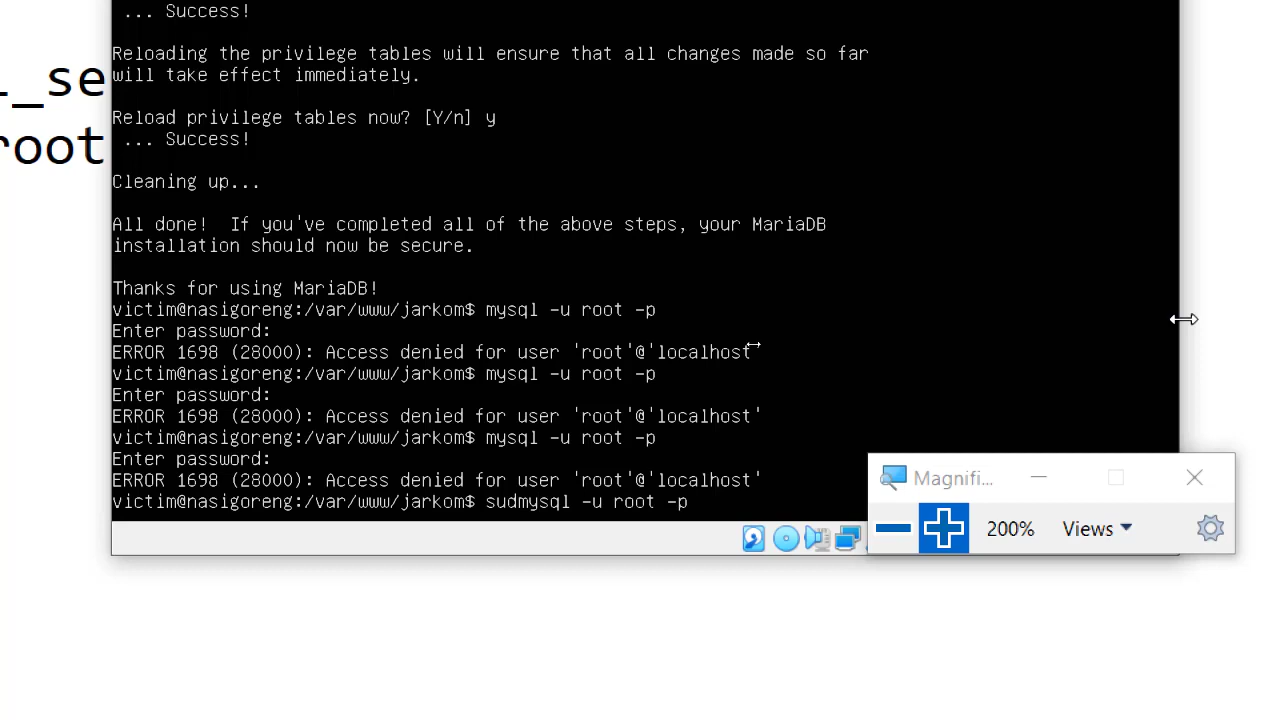 ... Success!
Reloading the privilege tables will ensure that all changes made so far
will take effect immediately.
Reload privilege tables now? [Y/n] y
... Success!
Cleaning up...
All done!  If you've completed all of the above steps, your MariaDB
installation should now be secure.
Thanks for using MariaDB!
victim@nasigoreng:/var/www/jarkom$ mysql -u root -p
Enter password:
ERROR 1698 (28000): Access denied for user 'root'@'localhost'
victim@nasigoreng:/var/www/jarkom$ mysql -u root -p
Enter password:
ERROR 1698 (28000): Access denied for user 'root'@'localhost'
victim@nasigoreng:/var/www/jarkom$ mysql -u root -p
Enter password:
ERROR 1698 (28000): Access denied for user 'root'@'localhost'
victim@nasigoreng:/var/www/jarkom$ sudmysql -u root -p
_se
root
Magnifi...
200%
Views